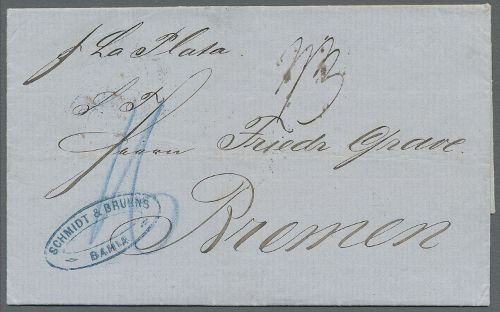 p La Plata.
S. T.
Herrn Friedr Grave.
Bremen
SCHMIDT & BRUNNS
BAHIA